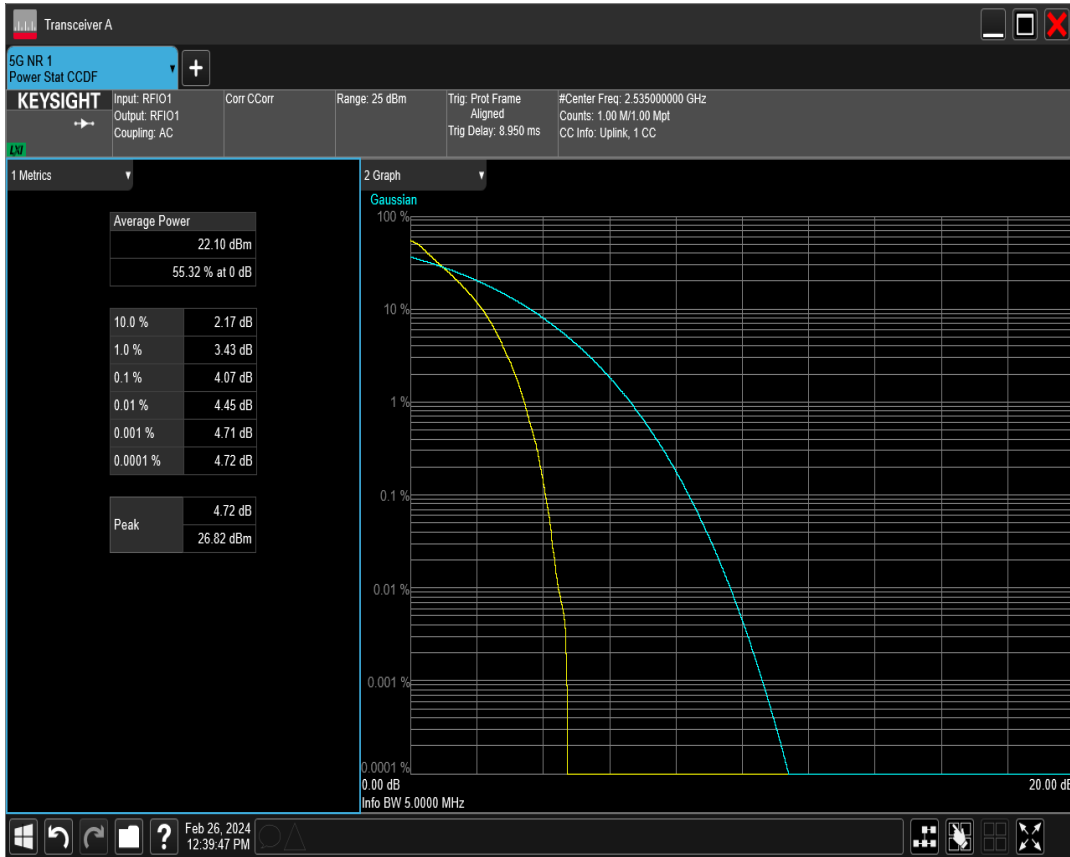 Transceiver A
5G NR 1
Power Stat CCDF
+
KEYSIGHT
LXI
Input: RFIO1
Output: RFIO1
Coupling: AC
Corr CCorr
Range: 25 dBm
Trig: Prot Frame
Aligned
Trig Delay: 8.950 ms
#Center Freq: 2.535000000 GHz
Counts: 1.00 M/1.00 Mpt
CC Info: Uplink, 1 CC
1 Metrics
Average Power
22.10 dBm
55.32 % at 0 dB
10.0 % 2.17 dB
1.0 % 3.43 dB
0.1 % 4.07 dB
0.01 % 4.45 dB
0.001 % 4.71 dB
0.0001 % 4.72 dB
Peak 4.72 dB
26.82 dBm
2 Graph
Gaussian
100 %
10 %
1 %
0.1 %
0.01 %
0.001 %
0.0001 %
0.00 dB 20.00 dB
Info BW 5.0000 MHz
?
Feb 26, 2024
12:39:47 PM